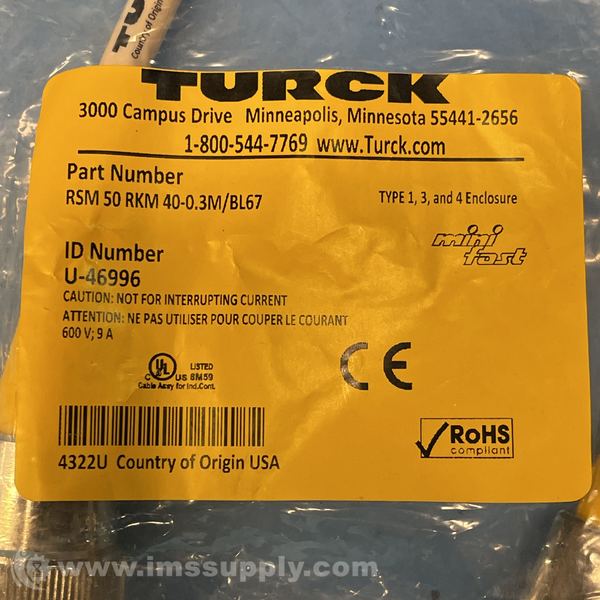 TURCK
Country of Origin
TURCK
3000 Campus Drive Minneapolis, Minnesota 55441-2656
1-800-544-7769 www.Turck.com
Part Number
RSM 50 RKM 40-0.3M/BL67
TYPE 1, 3, and 4 Enclosure
mini fast
ID Number
U-46996
CAUTION: NOT FOR INTERRUPTING CURRENT
ATTENTION: NE PAS UTILISER POUR COUPER LE COURANT
600 V; 9 A
C UL US LISTED 8M59
Cable Assy for Ind.Cont.
CE
RoHS
compliant
4322U Country of Origin USA
www.imssupply.com